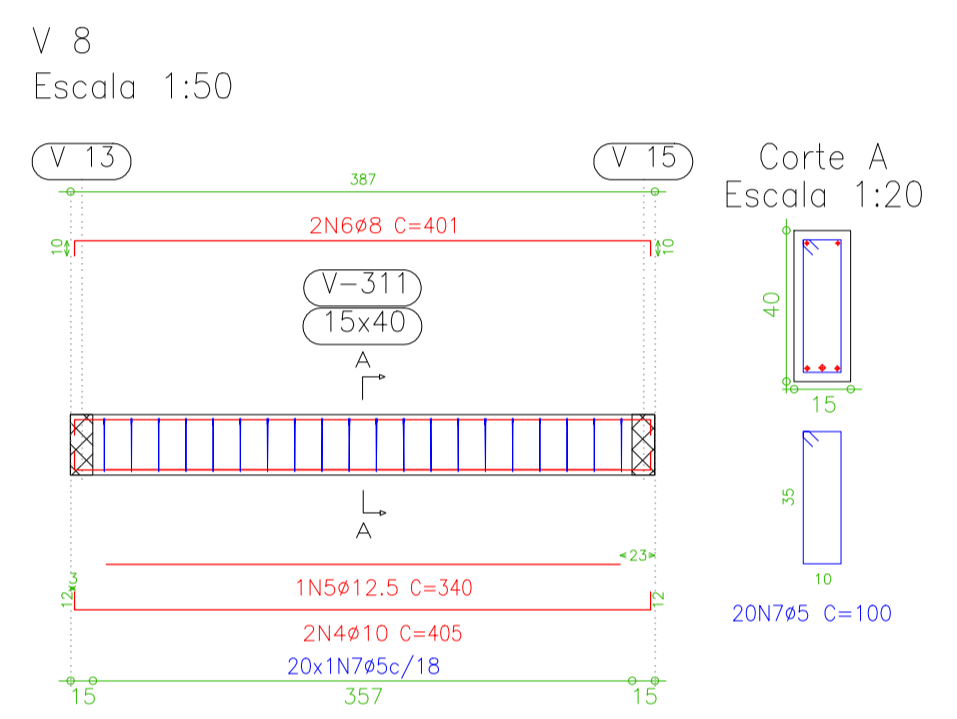 V 8
Escala 1:50
V 13
V 15
387
2N6ø8 C=401
10
10
V-311
15x40
A
A
23
1N5ø12.5 C=340
3
12
12
2N4ø10 C=405
20x1N7ø5c/18
15
357
15
Corte A
Escala 1:20
40
15
35
10
20N7ø5 C=100